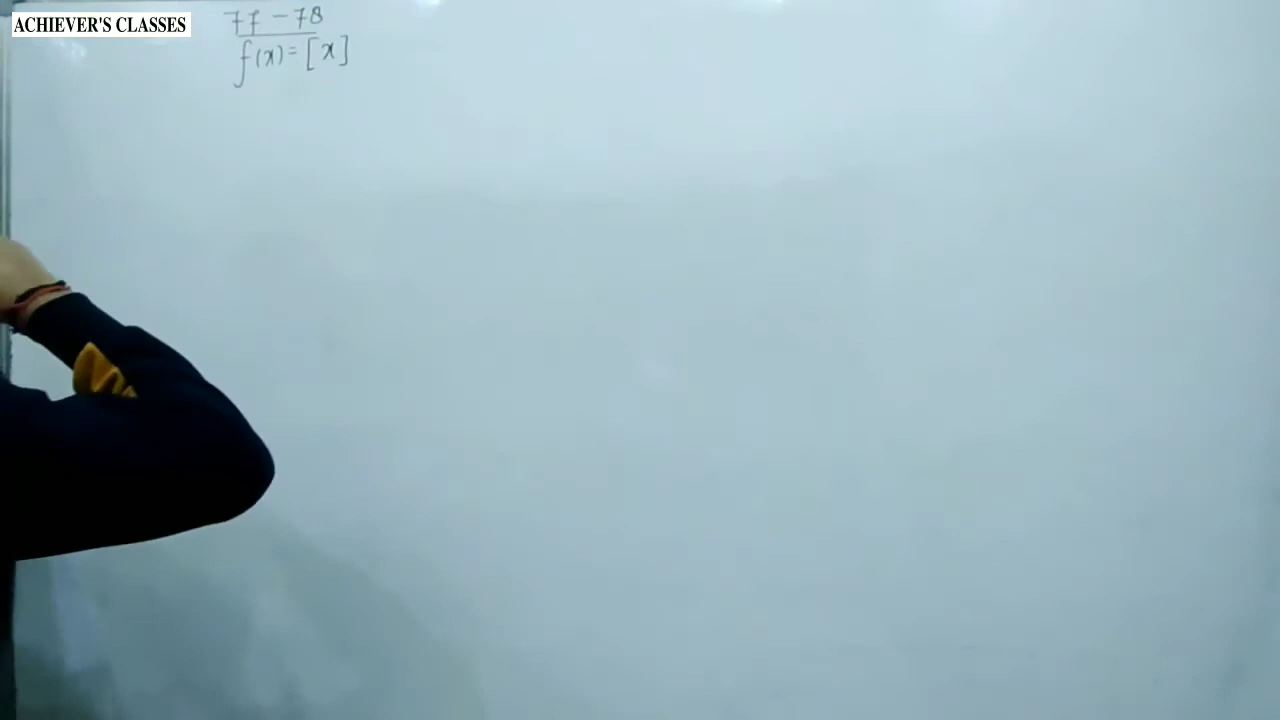 ACHIEVER'S CLASSES
77 - 78
f(x) = [x]